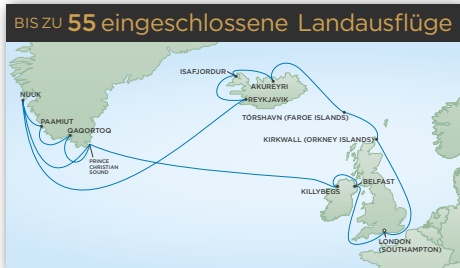 BIS ZU 55 eingeschlossene Landausflüge
ISAFJORDUR
AKUREYRI
REYKJAVIK
NUUK
PAAMIUT
QAQORTOQ
TÓRSHAVN (FAROE ISLANDS)
KIRKWALL (ORKNEY ISLANDS)
PRINCE
CHRISTIAN
SOUND
BELFAST
KILLYBEGS
LONDON
(SOUTHAMPTON)